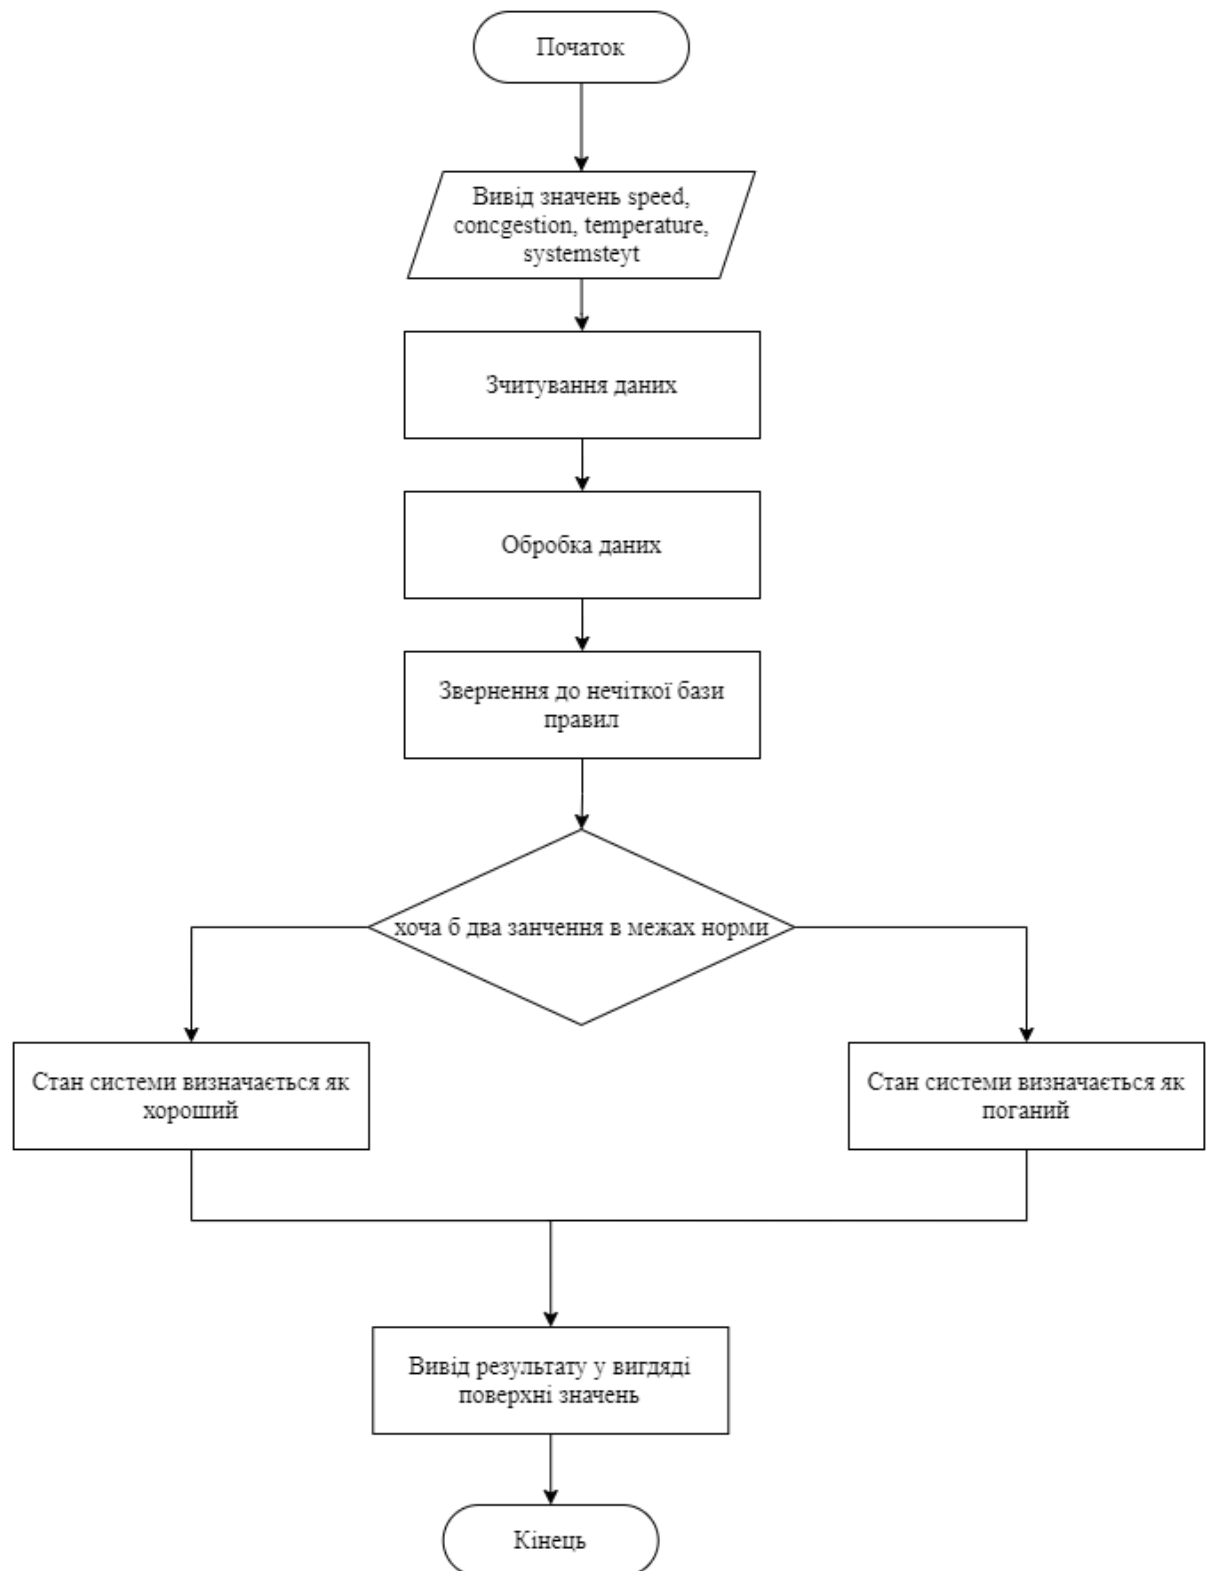 Початок
Вивід значень speed,
concgestion, temperature,
systemsteyt
Зчитування даних
Обробка даних
Звернення до нечіткої бази
правил
хоча б два занчення в межах норми
Стан системи визначається як
хороший
Стан системи визначається як
поганий
Вивід результату у вигдяді
поверхні значень
Кінець